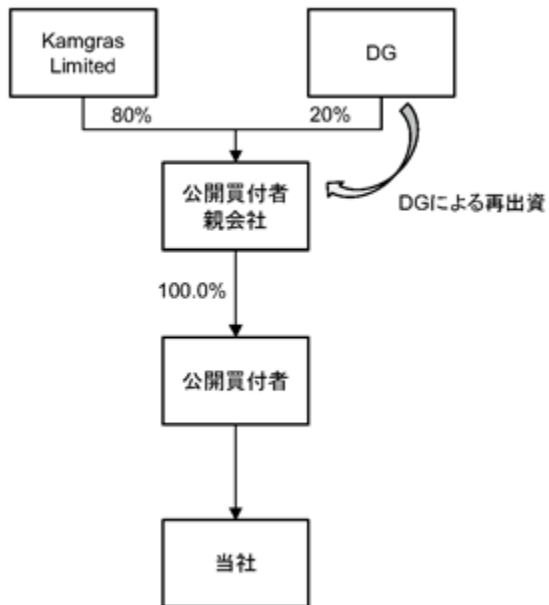 Kamgras
Limited
DG
80%
20%
公開買付者
親会社
DGによる再出資
100.0%
公開買付者
当社